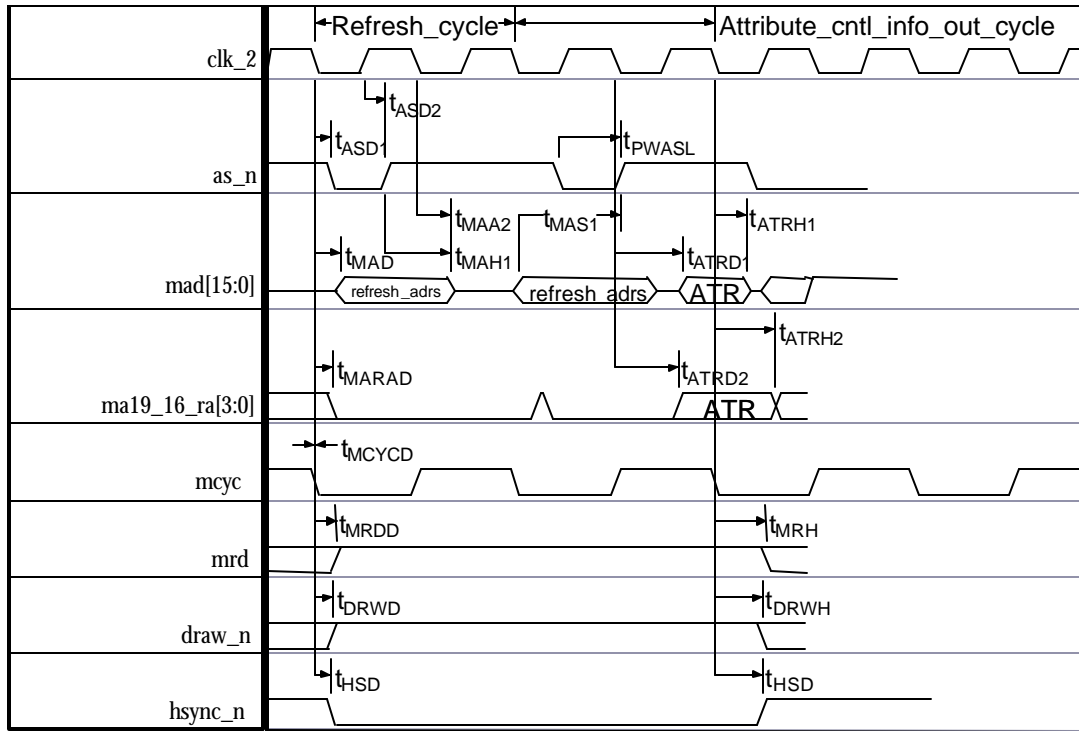 Refresh_cycle Attribute_cntl_info_out_cycle
clk_2
tASD2
tASD1 tPWASL
as_n
tMAA2 tMAS1 tATRH1
tMAD tMAH1 tATRD1
mad[15:0] refresh_adrs refresh_adrs ATR
tATRH2
tMARAD tATRD2
ma19_16_ra[3:0] ATR
tMCYCD
mcyc
tMRDD tMRH
mrd
tDRWD tDRWH
draw_n
tHSD tHSD
hsync_n